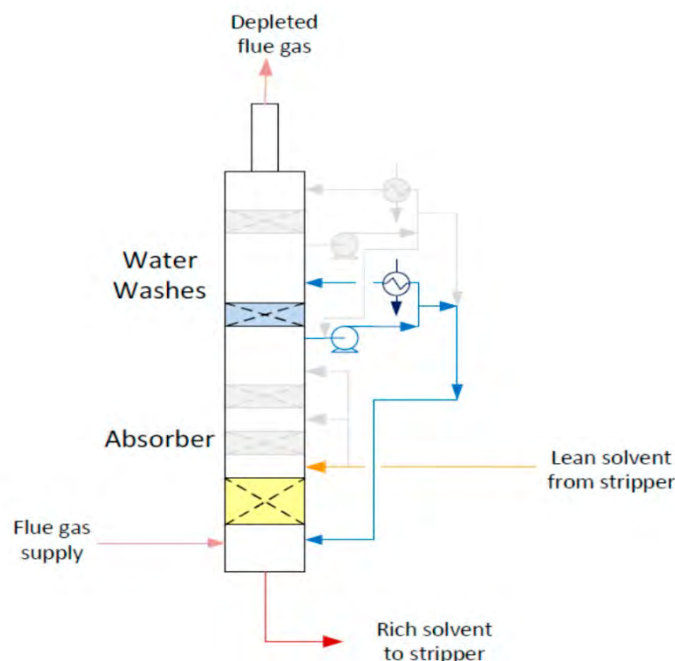 Depleted
flue gas
Water
Washes
Absorber
Lean solvent
from stripper
Flue gas
supply
Rich solvent
to stripper